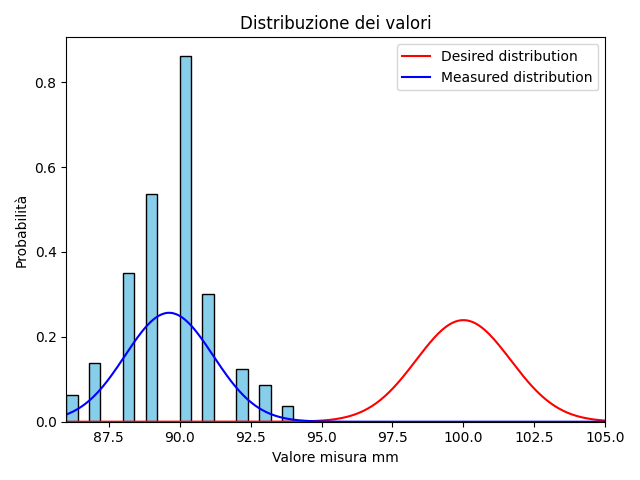 Distribuzione dei valori
Desired distribution
Measured distribution
Probabilità
0.8
0.6
0.4
0.2
0.0
87.5 90.0 92.5 95.0 97.5 100.0 102.5 105.0
Valore misura mm